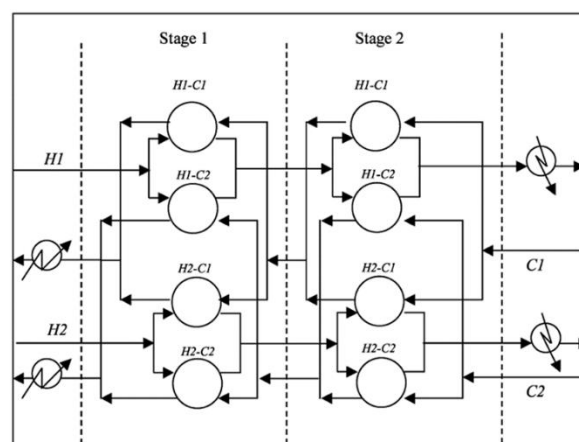 Stage 1
Stage 2
H1-C1
H1-C1
H1
H1-C2
H1-C2
C1
H2-C1
H2-C1
H2
H2-C2
H2-C2
C2